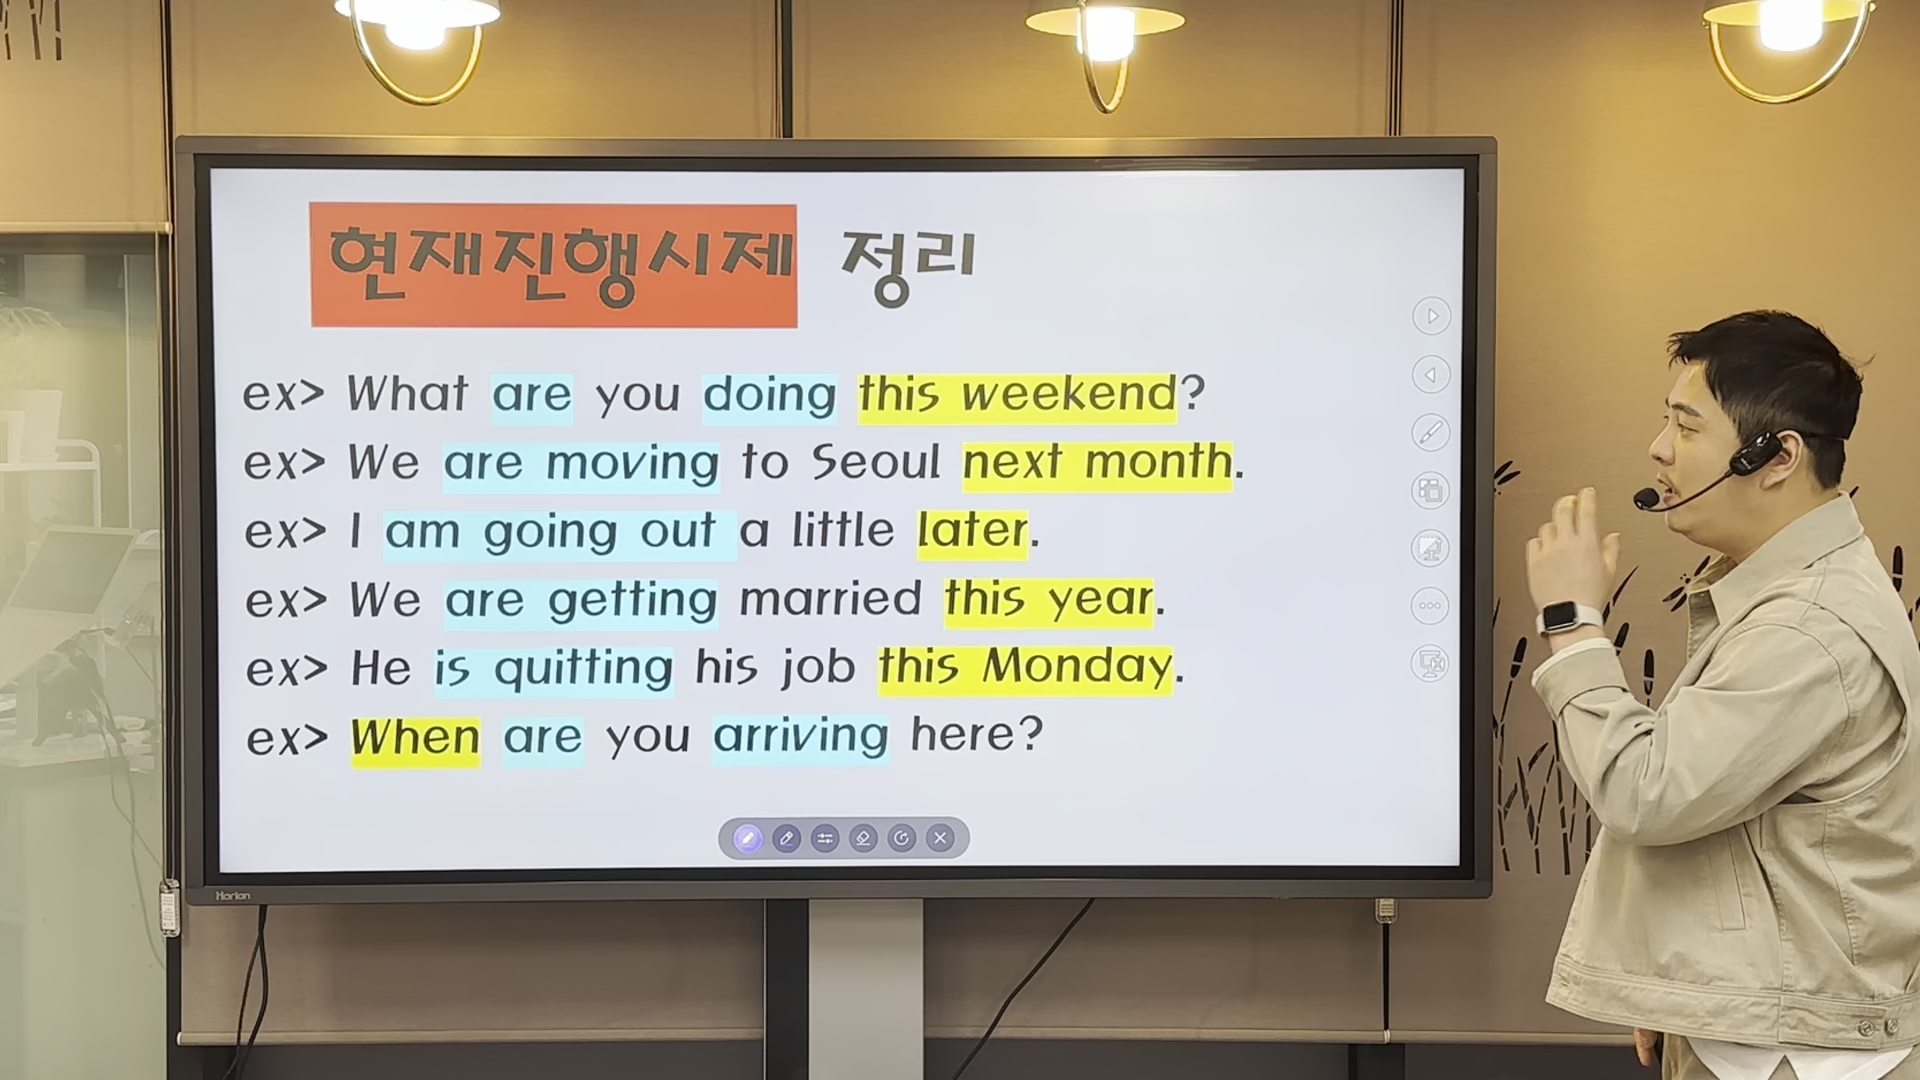 현재진행시제 정리
ex> What are you doing this weekend?
ex> We are moving to Seoul next month.
ex> I am going out a little later.
ex> We are getting married this year.
ex> He is quitting his job this Monday.
ex> When are you arriving here?
Horion